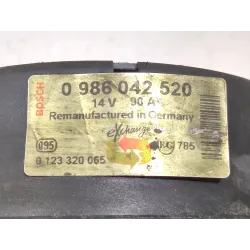 BOSCH
0 986 042 520
14 V 90 A
Remanufactured in Germany
exchange
095
785
0 123 320 065